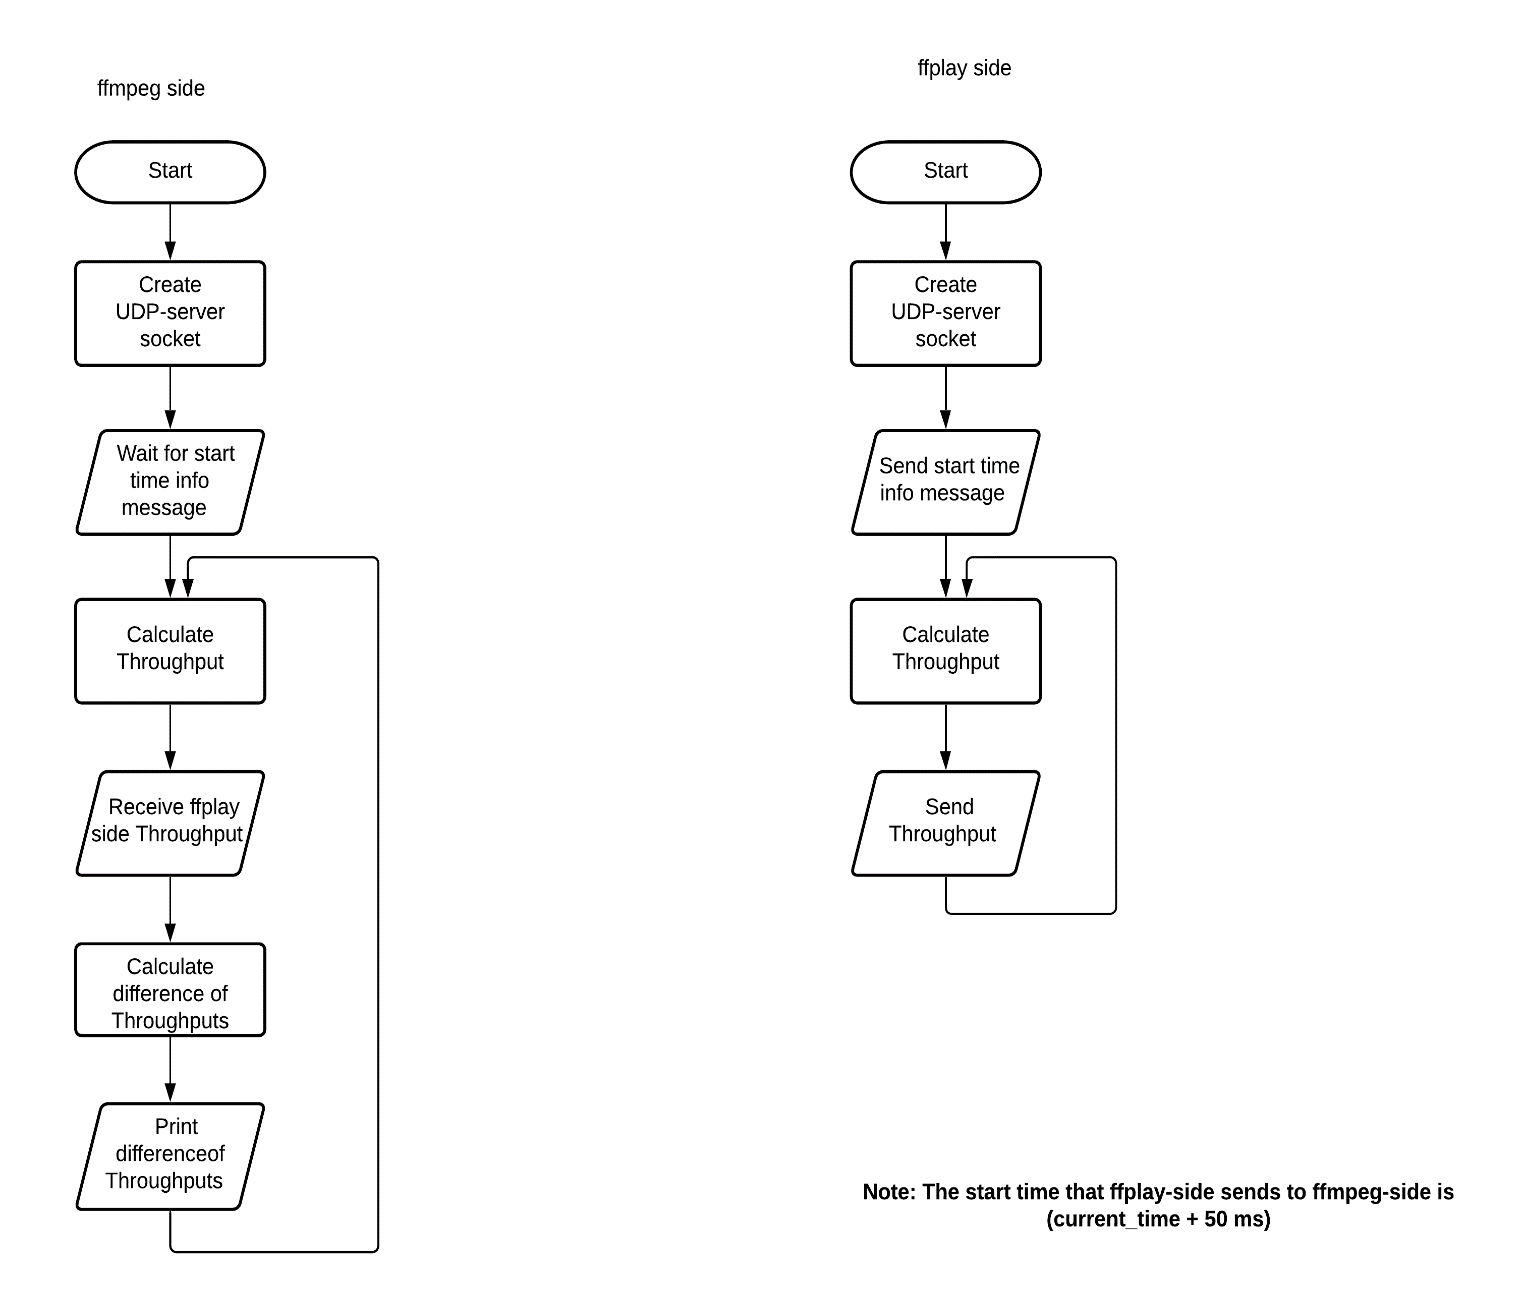 ffmpeg side
Start
Create
UDP-server
socket
Wait for start
time info
message
Calculate
Throughput
Receive ffplay
side Throughput
Calculate
difference of
Throughputs
Print
differenceof
Throughputs
ffplay side
Start
Create
UDP-server
socket
Send start time
info message
Calculate
Throughput
Send
Throughput
Note: The start time that ffplay-side sends to ffmpeg-side is
(current_time + 50 ms)